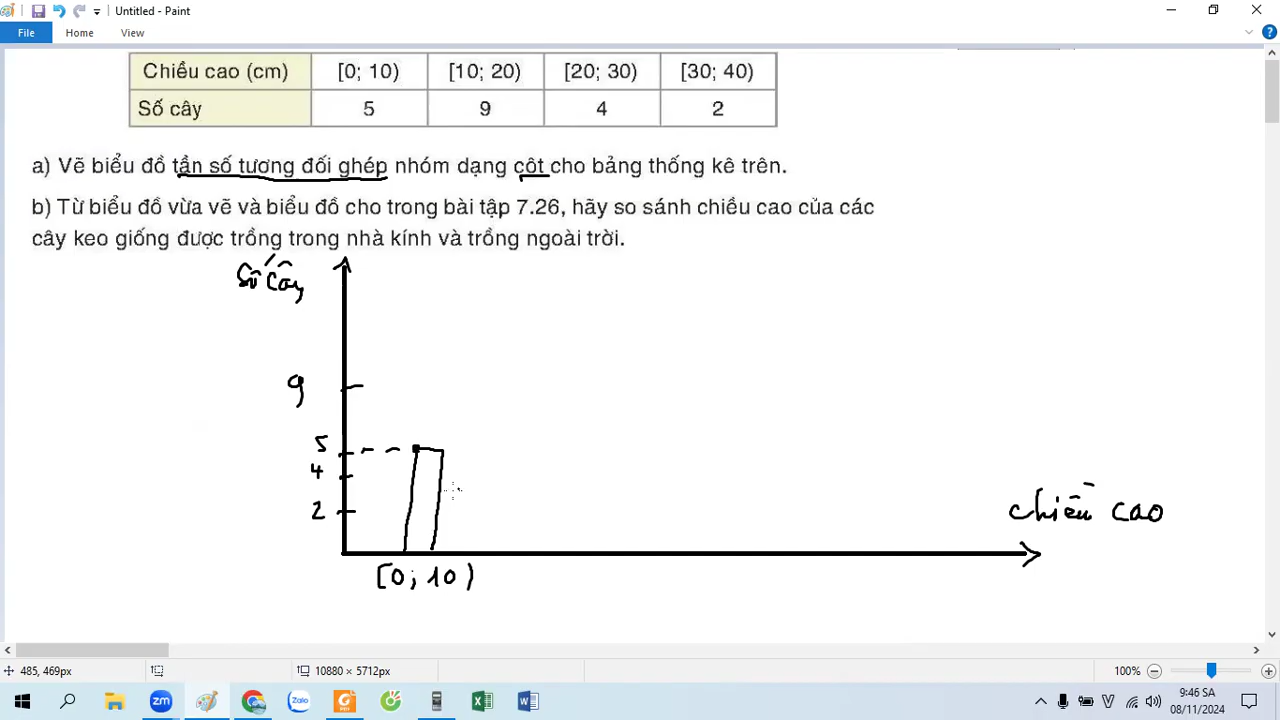 Untitled - Paint
File Home View
Chiều cao (cm) [0; 10) [10; 20) [20; 30) [30; 40)
Số cây 5 9 4 2
a) Vẽ biểu đồ tần số tương đối ghép nhóm dạng cột cho bảng thống kê trên.
b) Từ biểu đồ vừa vẽ và biểu đồ cho trong bài tập 7.26, hãy so sánh chiều cao của các
cây keo giống được trồng trong nhà kính và trồng ngoài trời.
Số cây
9
5
4
2
chiều cao
[0; 10)
485, 469px 10880 × 5712px 100%
zm Zalo V 9:46 SA
08/11/2024